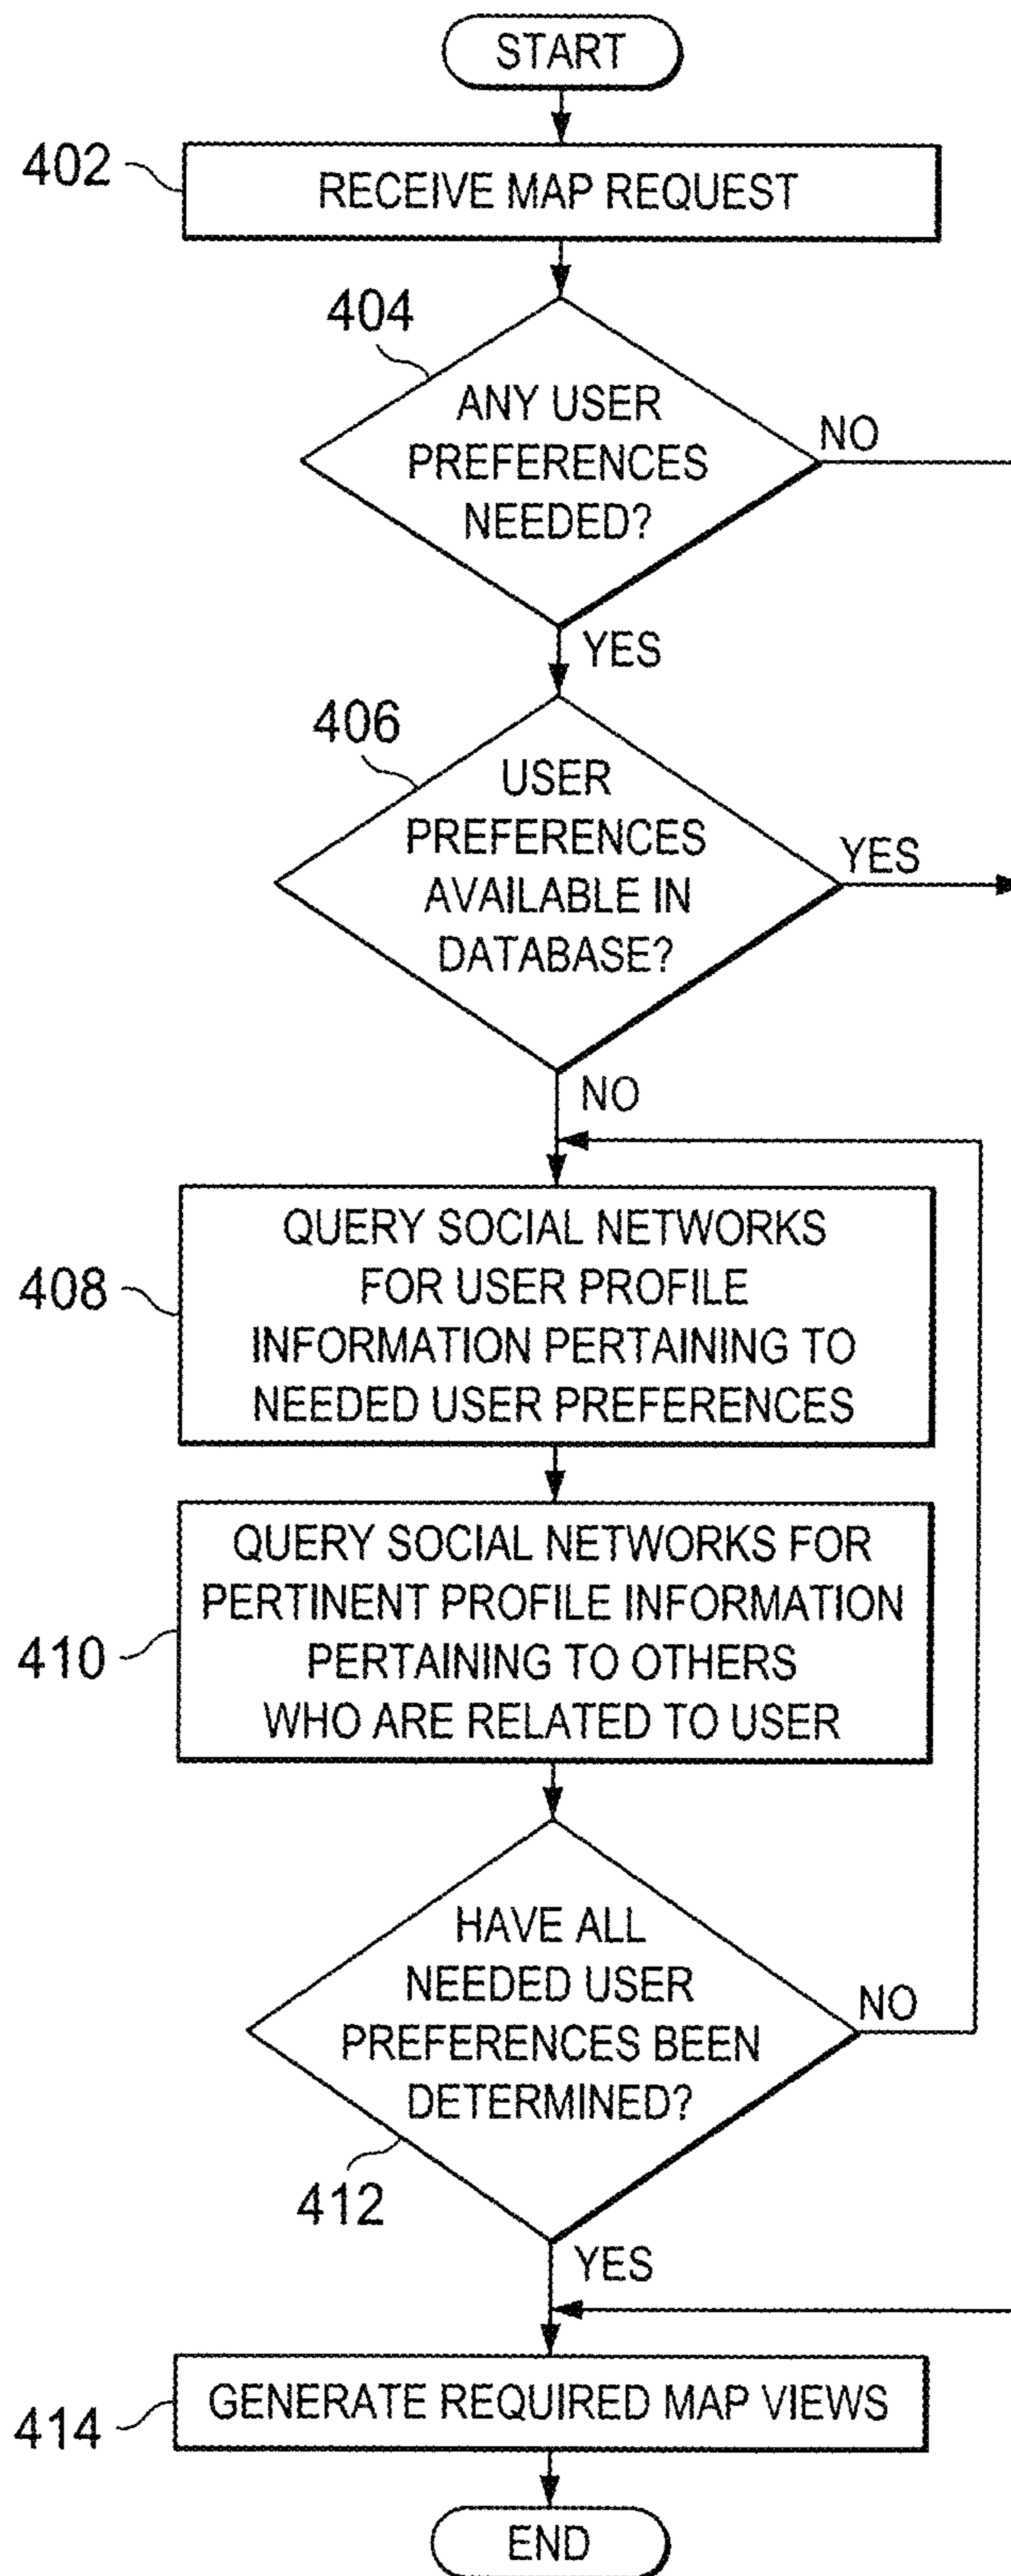 START
402
RECEIVE MAP REQUEST
404
ANY USER
PREFERENCES
NEEDED?
NO
YES
406
USER
PREFERENCES
AVAILABLE IN
DATABASE?
YES
NO
408
QUERY SOCIAL NETWORKS
FOR USER PROFILE
INFORMATION PERTAINING TO
NEEDED USER PREFERENCES
410
QUERY SOCIAL NETWORKS FOR
PERTINENT PROFILE INFORMATION
PERTAINING TO OTHERS
WHO ARE RELATED TO USER
HAVE ALL
NEEDED USER
PREFERENCES BEEN
DETERMINED?
NO
412
YES
414
GENERATE REQUIRED MAP VIEWS
END